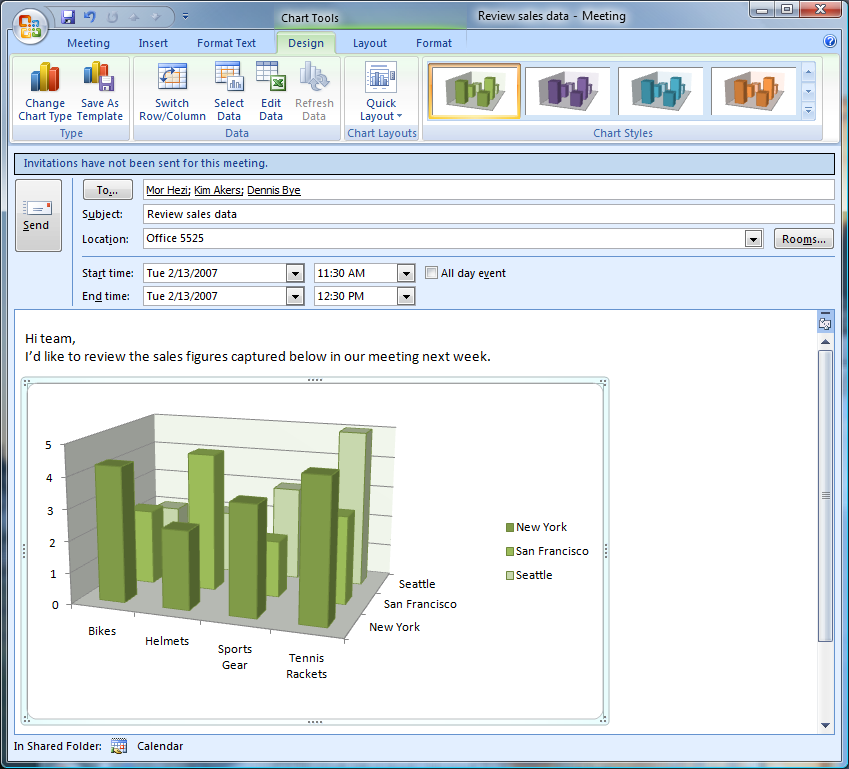 Chart Tools
Review sales data - Meeting
Meeting Insert Format Text Design Layout Format
Change Chart Type
Save As Template
Type
Switch Row/Column
Select Data
Edit Data
Refresh Data
Data
Quick Layout
Chart Layouts
Chart Styles
Invitations have not been sent for this meeting.
Send
To... Mor Hezi; Kim Akers; Dennis Bye
Subject: Review sales data
Location: Office 5525 Rooms...
Start time: Tue 2/13/2007 11:30 AM All day event
End time: Tue 2/13/2007 12:30 PM
Hi team,
I'd like to review the sales figures captured below in our meeting next week.
5
4
3
2
1
0
Bikes
Helmets
Sports Gear
Tennis Rackets
Seattle
San Francisco
New York
New York
San Francisco
Seattle
In Shared Folder: Calendar